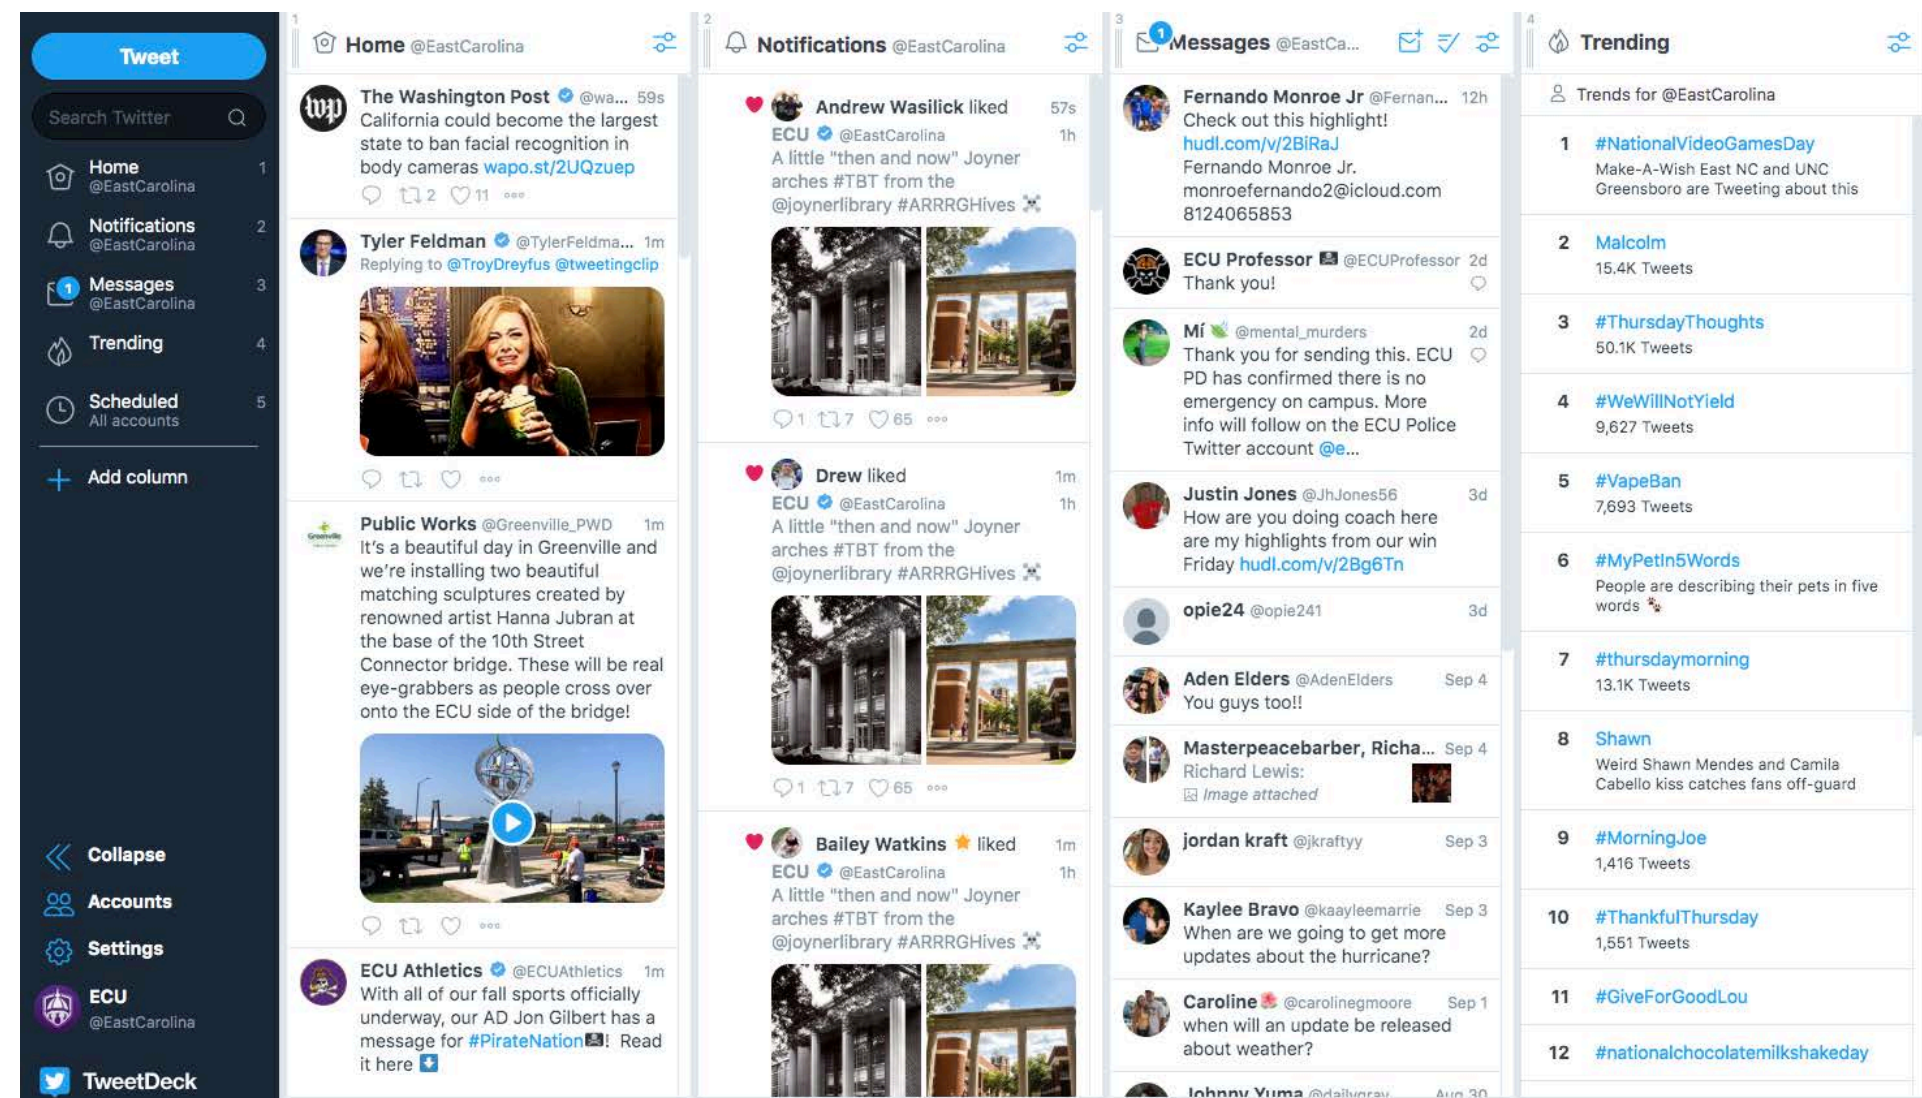 Tweet
Search Twitter
Home 1
@EastCarolina
Notifications 2
@EastCarolina
1
Messages 3
@EastCarolina
Trending 4
Scheduled 5
All accounts
Add column
Collapse
Accounts
Settings
ECU
@EastCarolina
TweetDeck
1
Home @EastCarolina
The Washington Post @wa... 59s
California could become the largest
state to ban facial recognition in
body cameras wapo.st/2UQzuep
2 11
Tyler Feldman @TylerFeldma... 1m
Replying to @TroyDreyfus @tweetingclip
Greenville
Public Works @Greenville_PWD 1m
It's a beautiful day in Greenville and
we're installing two beautiful
matching sculptures created by
renowned artist Hanna Jubran at
the base of the 10th Street
Connector bridge. These will be real
eye-grabbers as people cross over
onto the ECU side of the bridge!
ECU Athletics @ECUAthletics 1m
With all of our fall sports officially
underway, our AD Jon Gilbert has a
message for #PirateNation🏴‍☠️! Read
it here ⬇️
2
Notifications @EastCarolina
Andrew Wasilick liked 57s
ECU @EastCarolina 1h
A little "then and now" Joyner
arches #TBT from the
@joynerlibrary #ARRRGHives ☠️
1 7 65
Drew liked 1m
ECU @EastCarolina 1h
A little "then and now" Joyner
arches #TBT from the
@joynerlibrary #ARRRGHives ☠️
1 7 65
Bailey Watkins ⭐ liked 1m
ECU @EastCarolina 1h
A little "then and now" Joyner
arches #TBT from the
@joynerlibrary #ARRRGHives ☠️
3
1
Messages @EastCa...
Fernando Monroe Jr @Fernan... 12h
Check out this highlight!
hudl.com/v/2BiRaJ
Fernando Monroe Jr.
monroefernando2@icloud.com
8124065853
ECU Professor 🏴‍☠️ @ECUProfessor 2d
Thank you!
Mí 🍃 @mental_murders 2d
Thank you for sending this. ECU
PD has confirmed there is no
emergency on campus. More
info will follow on the ECU Police
Twitter account @e...
Justin Jones @JhJones56 3d
How are you doing coach here
are my highlights from our win
Friday hudl.com/v/2Bg6Tn
opie24 @opie241 3d
Aden Elders @AdenElders Sep 4
You guys too!!
Masterpeacebarber, Richa... Sep 4
Richard Lewis:
Image attached
jordan kraft @jkraftyy Sep 3
Kaylee Bravo @kaayleemarrie Sep 3
When are we going to get more
updates about the hurricane?
Caroline🌺 @carolinegmoore Sep 1
when will an update be released
about weather?
Johnny Yuma @dailygray Aug 30
4
Trending
Trends for @EastCarolina
1 #NationalVideoGamesDay
Make-A-Wish East NC and UNC
Greensboro are Tweeting about this
2 Malcolm
15.4K Tweets
3 #ThursdayThoughts
50.1K Tweets
4 #WeWillNotYield
9,627 Tweets
5 #VapeBan
7,693 Tweets
6 #MyPetIn5Words
People are describing their pets in five
words 🐾
7 #thursdaymorning
13.1K Tweets
8 Shawn
Weird Shawn Mendes and Camila
Cabello kiss catches fans off-guard
9 #MorningJoe
1,416 Tweets
10 #ThankfulThursday
1,551 Tweets
11 #GiveForGoodLou
12 #nationalchocolatemilkshakeday